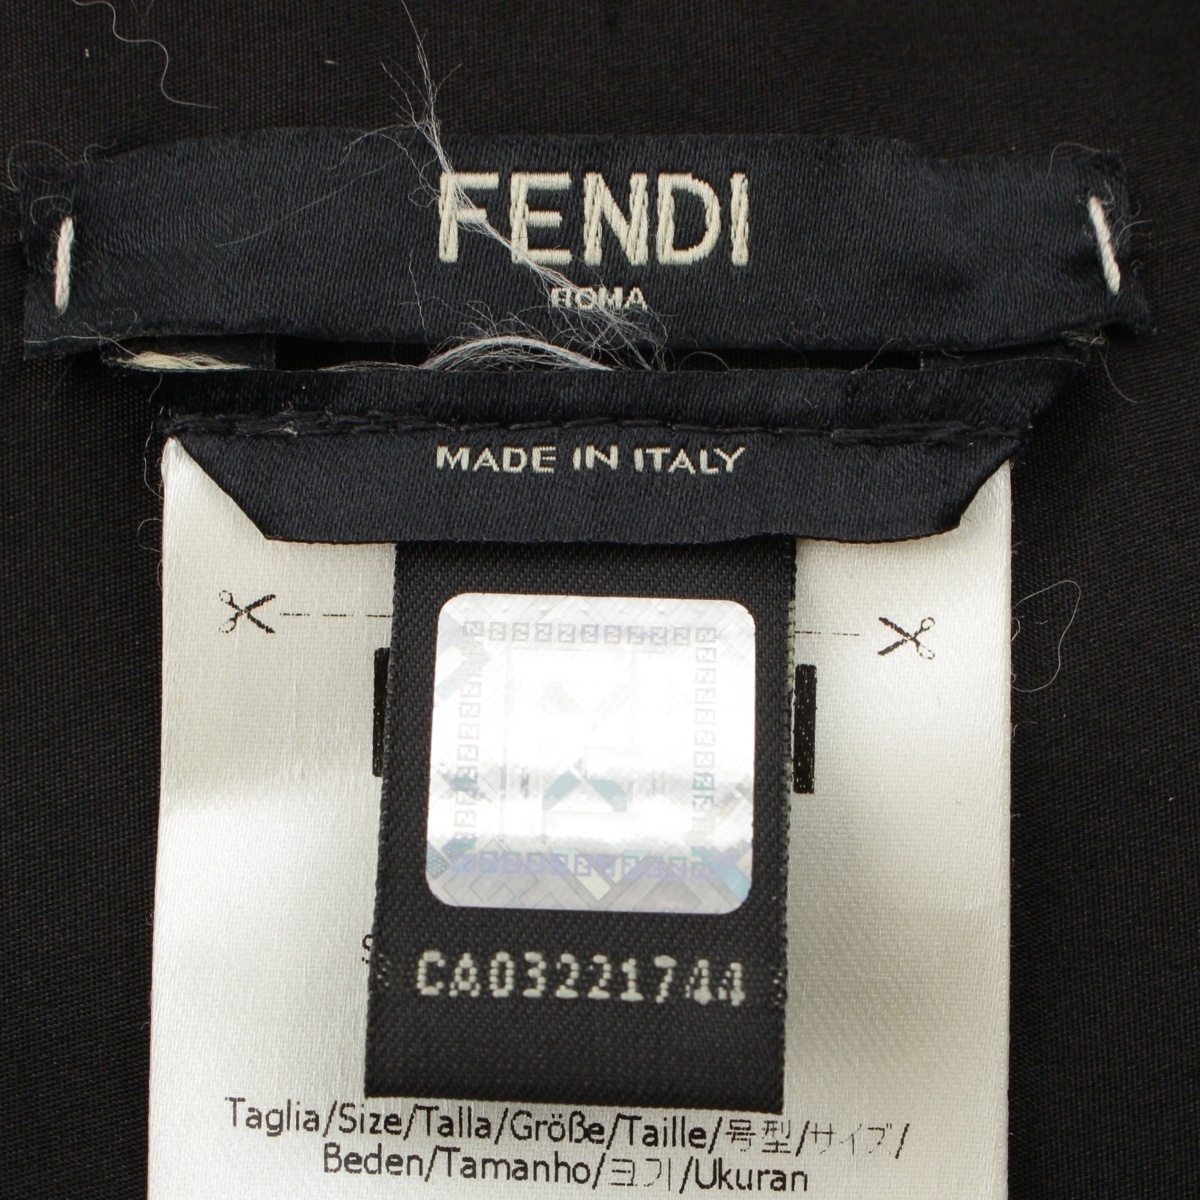 FENDI
ROMA
MADE IN ITALY
CA03221744
Taglia/Size/Talla/Größe/Taille/号型/サイズ/
Beden/Tamanho/크기/Ukuran